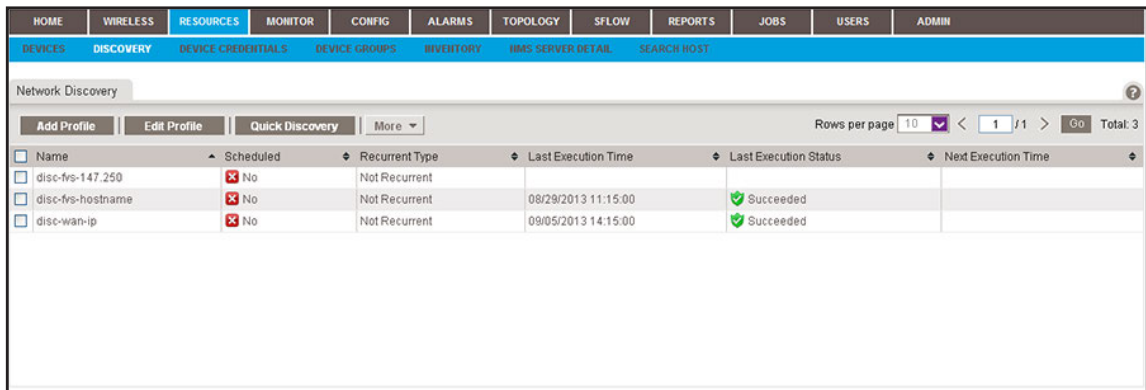 HOME WIRELESS RESOURCES MONITOR CONFIG ALARMS TOPOLOGY SFLOW REPORTS JOBS USERS ADMIN
DEVICES DISCOVERY DEVICE CREDENTIALS DEVICE GROUPS INVENTORY NMS SERVER DETAIL SEARCH HOST
Network Discovery ?
Add Profile Edit Profile Quick Discovery More Rows per page 10 < 1 /1 > Go Total: 3
Name Scheduled Recurrent Type Last Execution Time Last Execution Status Next Execution Time
disc-fvs-147.250 No Not Recurrent
disc-fvs-hostname No Not Recurrent 08/29/2013 11:15:00 Succeeded
disc-wan-ip No Not Recurrent 09/05/2013 14:15:00 Succeeded